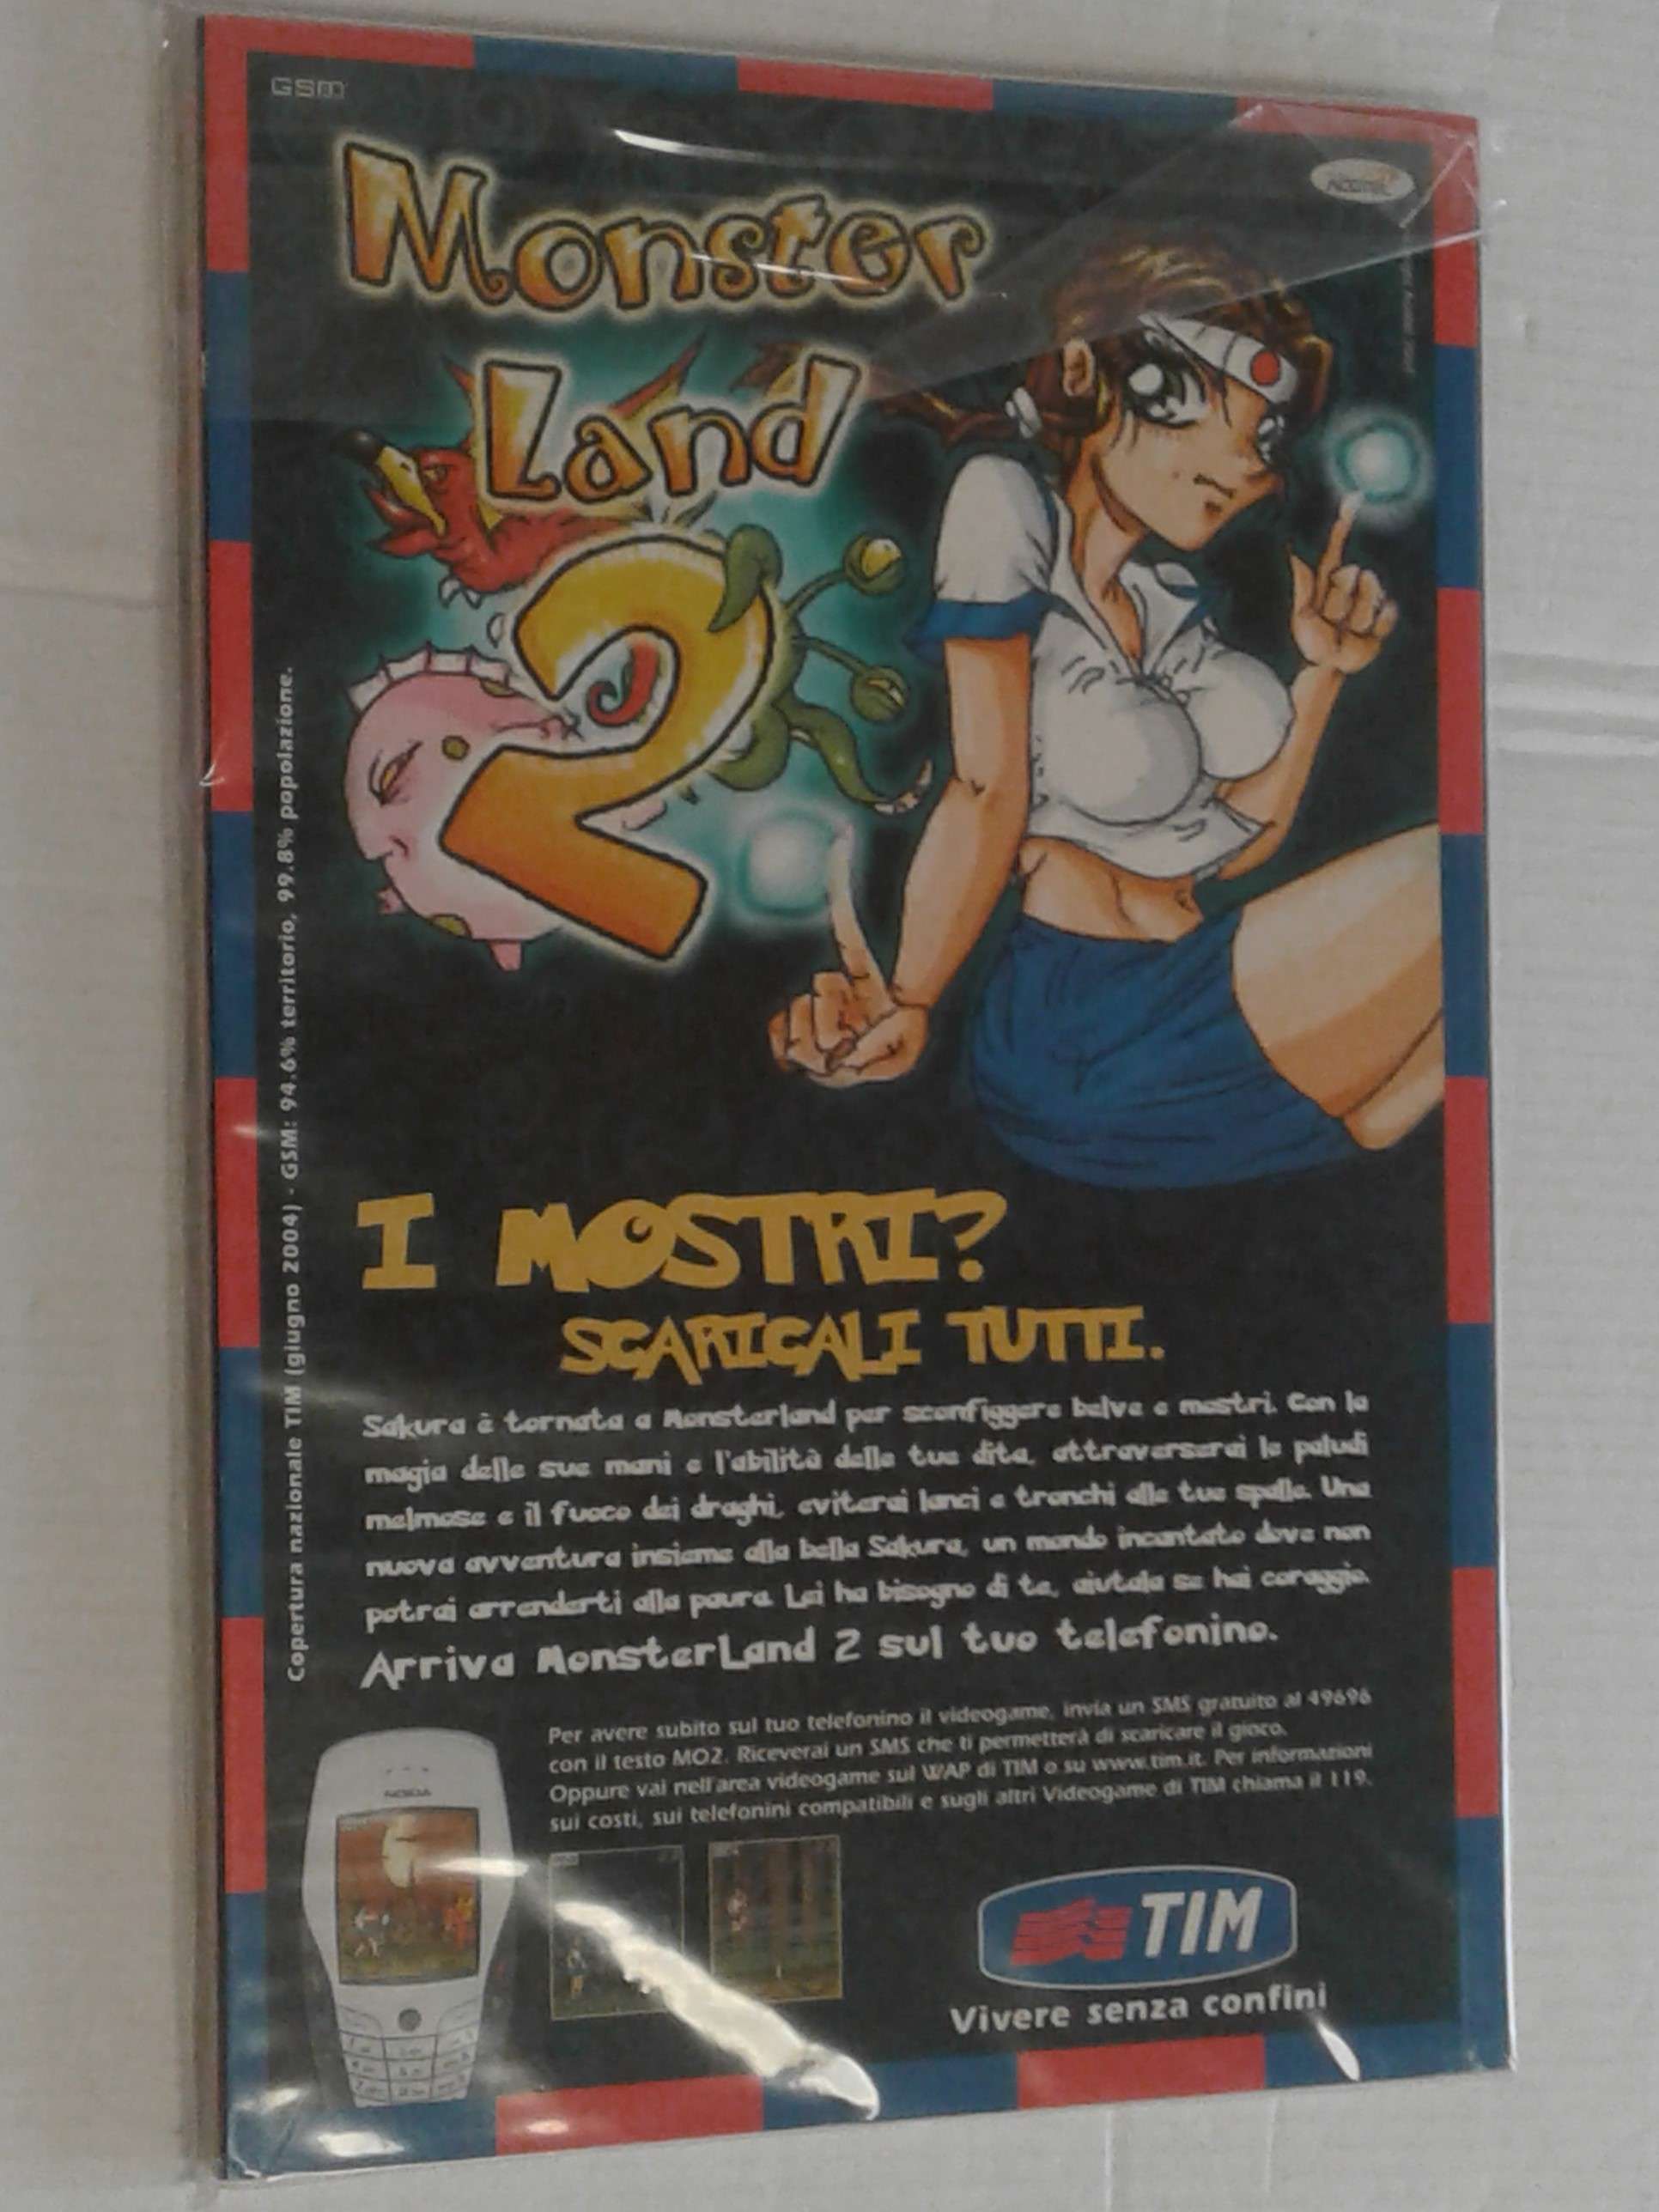 GSM
Monster
Land
2
I MOSTRI?
SCARICALI TUTTI.
Sakura è tornata a Monsterland per sconfiggere belve e mostri. Con la
magia delle sue mani e l'abilità delle tue dita, attraverserai le paludi
melmose e il fuoco dei draghi, eviterai lanci e tronchi alle tue spalle. Una
nuova avventura insieme alla bella Sakura, un mondo incantato dove non
potrai arrenderti alla paura. Lei ha bisogno di te, aiutala se hai coraggio.
Arriva MonsterLand 2 sul tuo telefonino.
Per avere subito sul tuo telefonino il videogame, invia un SMS gratuito al 49696
con il testo MO2. Riceverai un SMS che ti permetterà di scaricare il gioco.
Oppure vai nell'area videogame sul WAP di TIM o su www.tim.it. Per informazioni
sui costi, sui telefonini compatibili e sugli altri Videogame di TIM chiama il 119.
NOKIA
TIM
Vivere senza confini
Copertura nazionale TIM (giugno 2004) - GSM: 94.6% territorio, 99.8% popolazione.